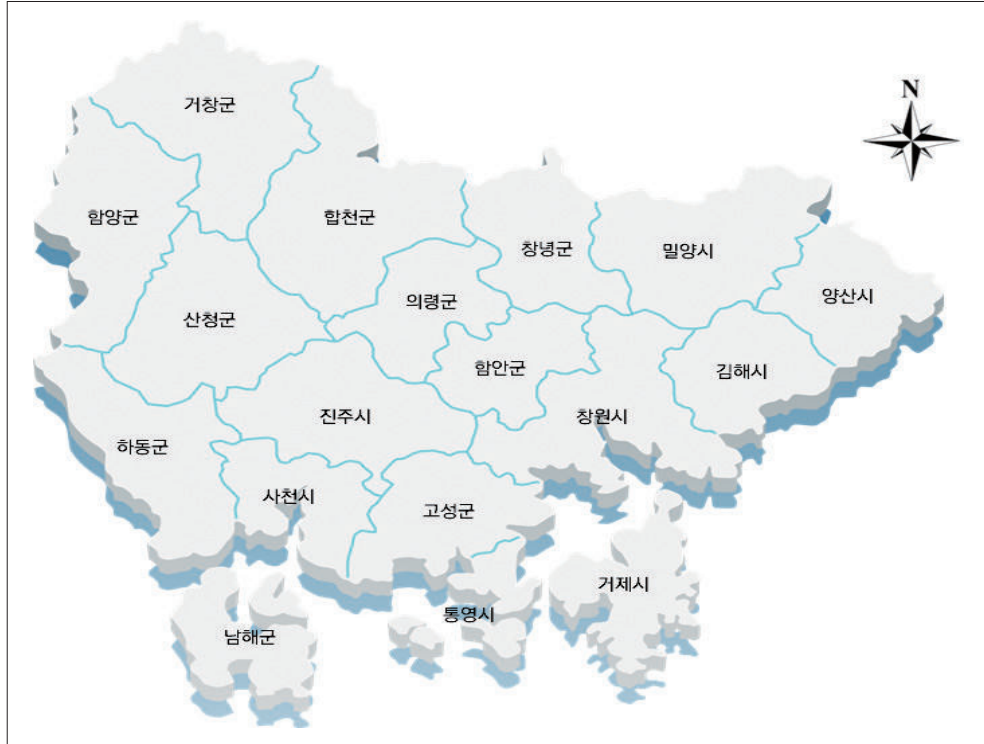 N
거창군
함양군
합천군
창녕군
밀양시
양산시
의령군
산청군
함안군
김해시
진주시
창원시
하동군
사천시
고성군
거제시
통영시
남해군